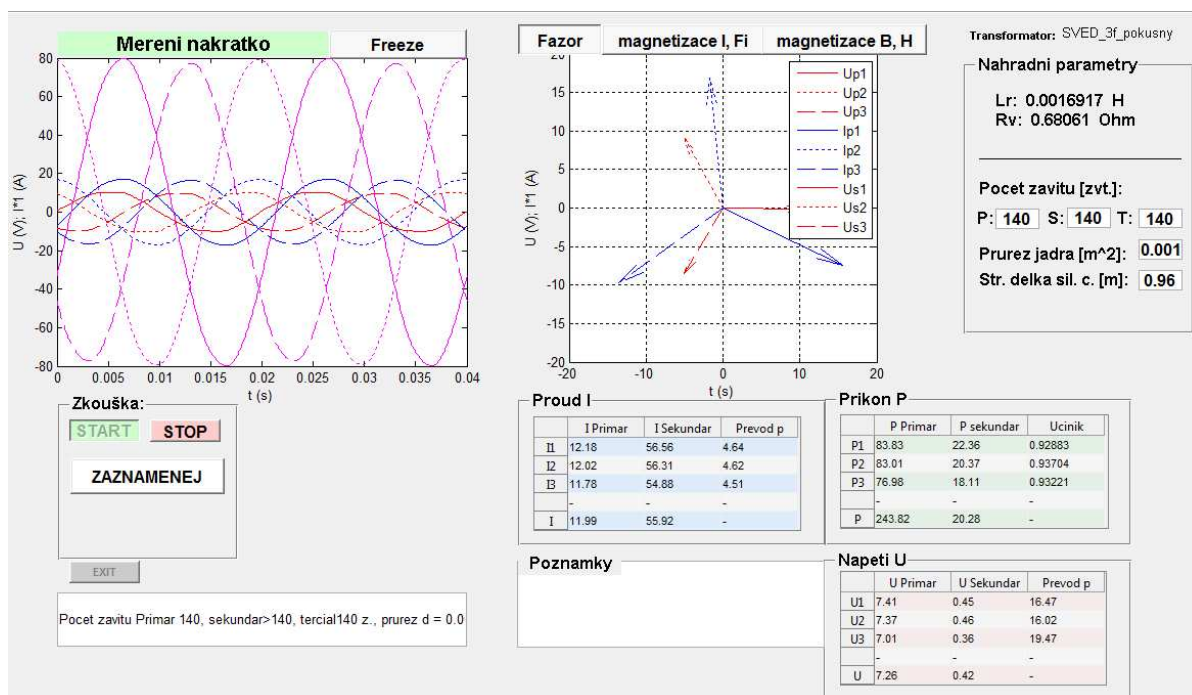 Mereni nakratko
Freeze
U (V); I*1 (A)
80
60
40
20
0
-20
-40
-60
-80
0 0.005 0.01 0.015 0.02 0.025 0.03 0.035 0.04
t (s)
Fazor
magnetizace I, Fi
magnetizace B, H
U (V); I*1 (A)
20
15
10
5
0
-5
-10
-15
-20
-20 -10 0 10 20
t (s)
Up1
Up2
Up3
Ip1
Ip2
Ip3
Us1
Us2
Us3
Transformator: SVED_3f_pokusny
Nahradni parametry
Lr: 0.0016917 H
Rv: 0.68061 Ohm
Pocet zavitu [zvt.]:
P: 140 S: 140 T: 140
Prurez jadra [m^2]: 0.001
Str. delka sil. c. [m]: 0.96
Zkouška:
START STOP
ZAZNAMENEJ
EXIT
Pocet zavitu Primar 140, sekundar>140, tercial140 z., prurez d = 0.0
Proud I
I Primar I Sekundar Prevod p
I1 12.18 56.56 4.64
I2 12.02 56.31 4.62
I3 11.78 54.88 4.51
- - -
I 11.99 55.92 -
Poznamky
Prikon P
P Primar P sekundar Ucinik
P1 83.83 22.36 0.92883
P2 83.01 20.37 0.93704
P3 76.98 18.11 0.93221
- - -
P 243.82 20.28 -
Napeti U
U Primar U Sekundar Prevod p
U1 7.41 0.45 16.47
U2 7.37 0.46 16.02
U3 7.01 0.36 19.47
- - -
U 7.26 0.42 -